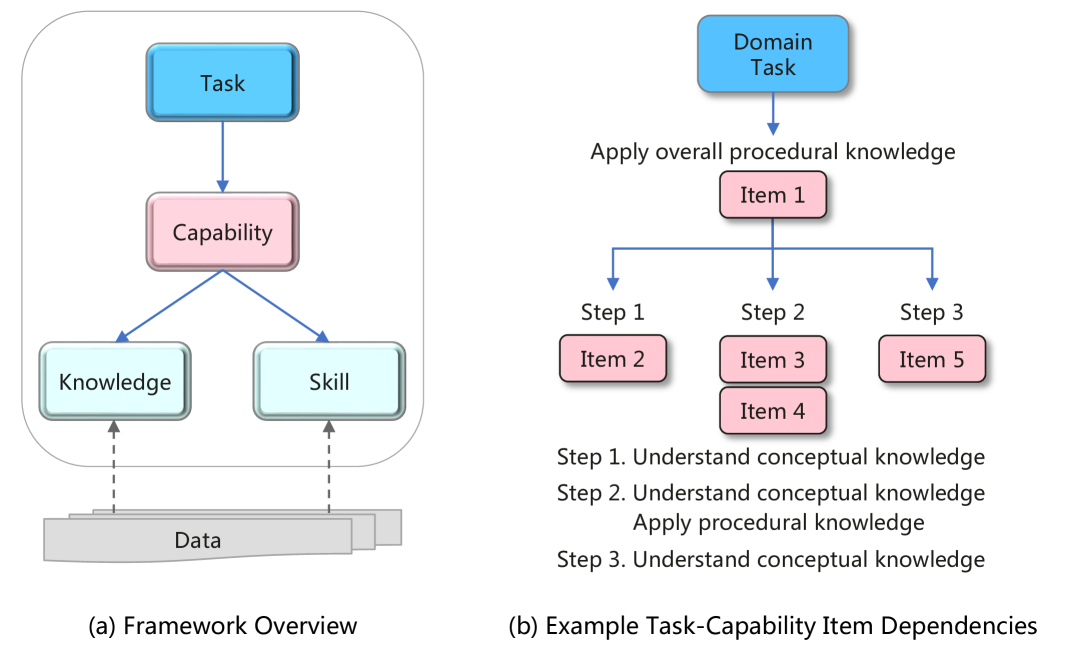 Task
Capability
Knowledge
Skill
Data
(a) Framework Overview
Domain
Task
Apply overall procedural knowledge
Item 1
Step 1
Step 2
Step 3
Item 2
Item 3
Item 5
Item 4
Step 1. Understand conceptual knowledge
Step 2. Understand conceptual knowledge
Apply procedural knowledge
Step 3. Understand conceptual knowledge
(b) Example Task-Capability Item Dependencies